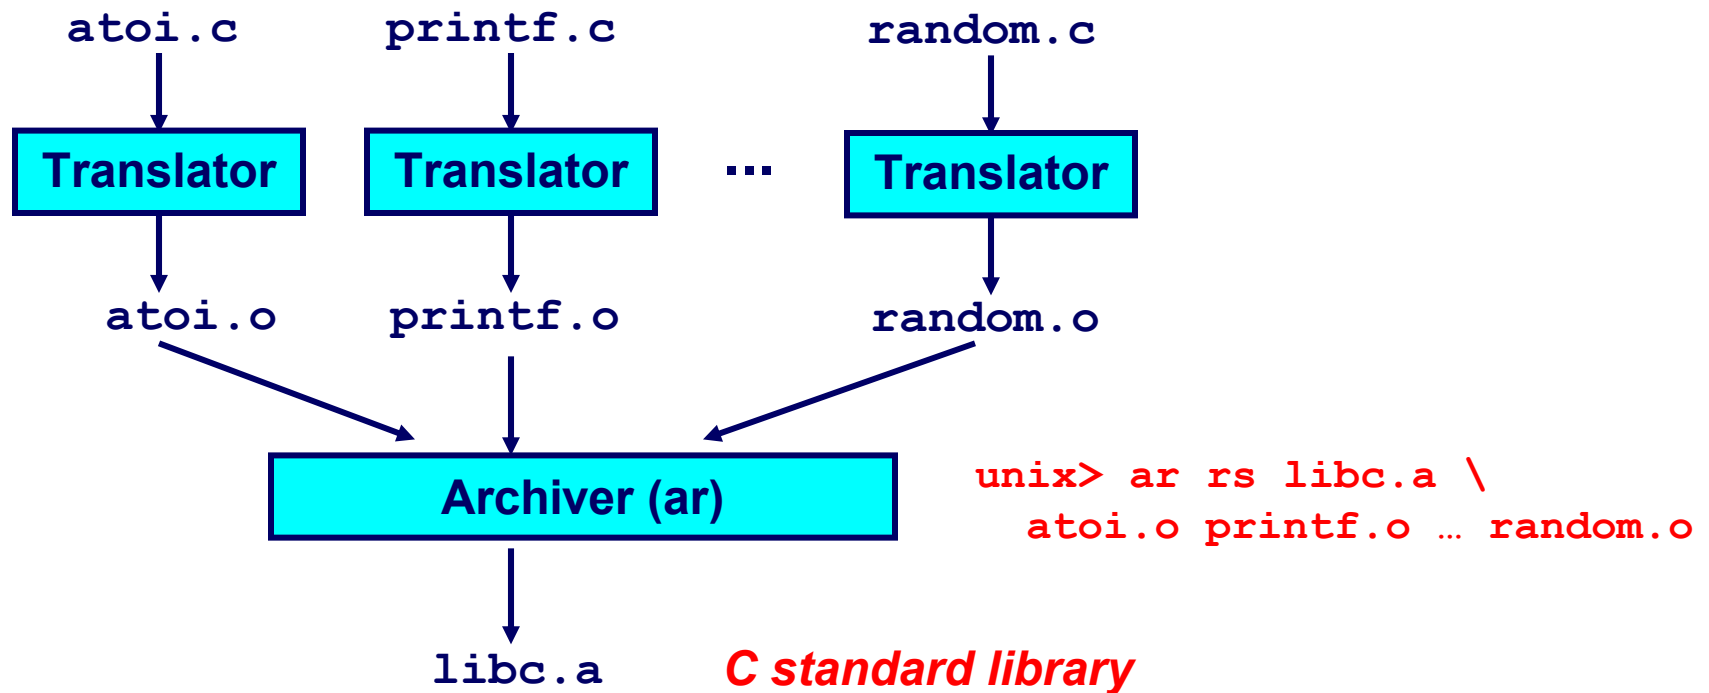 atoi.c printf.c random.c
Translator Translator ... Translator
atoi.o printf.o random.o
Archiver (ar)
unix> ar rs libc.a \
atoi.o printf.o … random.o
libc.a C standard library